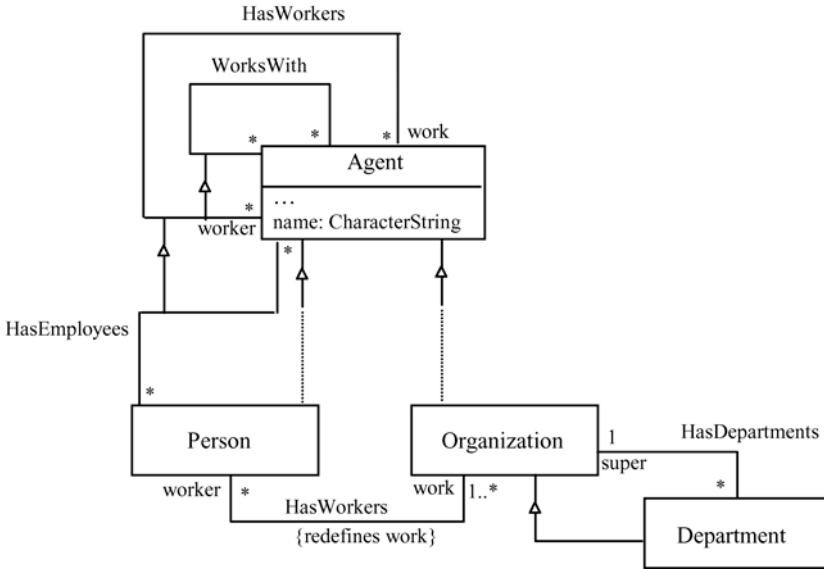 HasWorkers
WorksWith
*
*
*
work
Agent
...
*
name: CharacterString
worker
*
HasEmployees
*
Person
Organization
1
HasDepartments
super
worker
*
work
1..*
*
HasWorkers
{redefines work}
Department